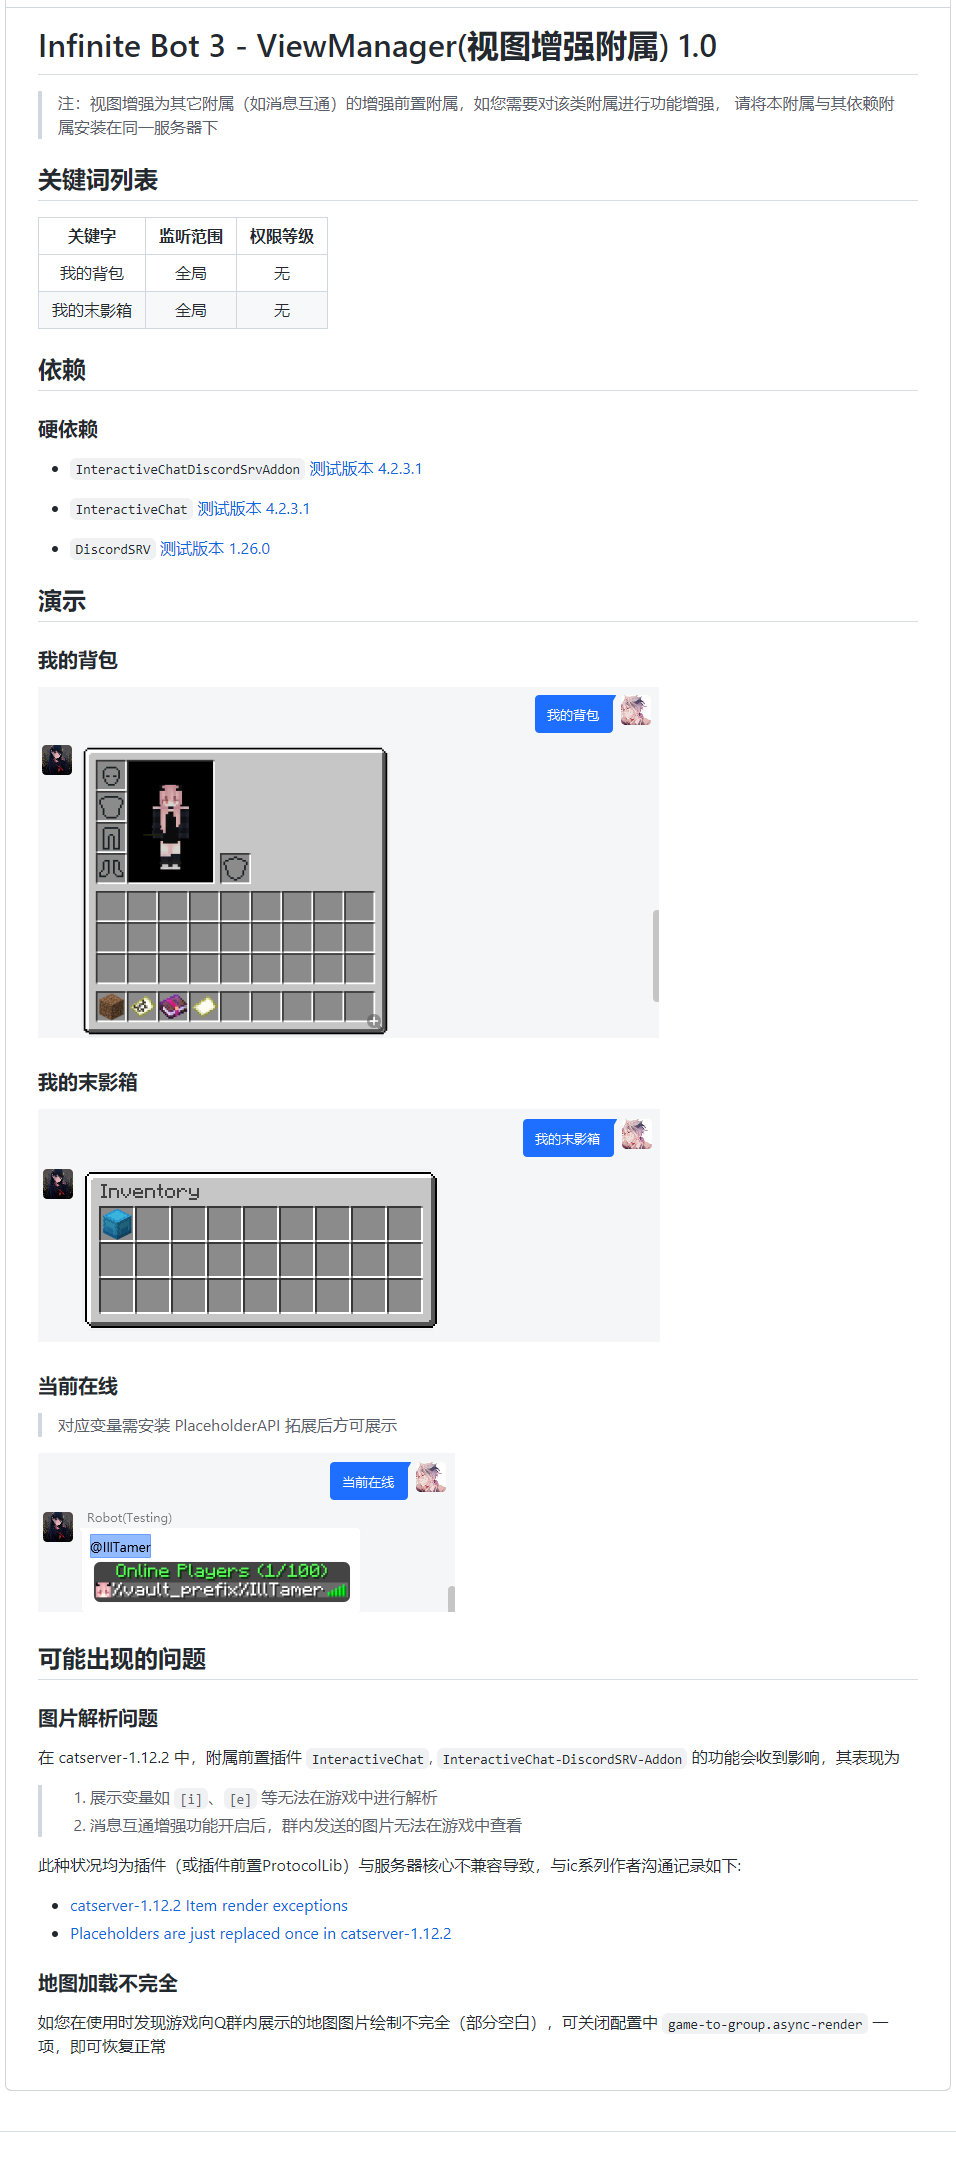 Infinite Bot 3 - ViewManager(视图增强附属) 1.0
注：视图增强为其它附属（如消息互通）的增强前置附属，如您需要对该类附属进行功能增强， 请将本附属与其依赖附
属安装在同一服务器下
关键词列表
关键字 监听范围 权限等级
我的背包 全局 无
我的末影箱 全局 无
依赖
硬依赖
InteractiveChatDiscordSrvAddon 测试版本 4.2.3.1
InteractiveChat 测试版本 4.2.3.1
DiscordSRV 测试版本 1.26.0
演示
我的背包
我的背包
我的末影箱
我的末影箱
Inventory
当前在线
对应变量需安装 PlaceholderAPI 拓展后方可展示
当前在线
Robot(Testing)
@IllTamer
Online Players (1/100)
%vault_prefix%IllTamer
可能出现的问题
图片解析问题
在 catserver-1.12.2 中，附属前置插件 InteractiveChat, InteractiveChat-DiscordSRV-Addon 的功能会收到影响，其表现为
1. 展示变量如 [i]、[e] 等无法在游戏中进行解析
2. 消息互通增强功能开启后，群内发送的图片无法在游戏中查看
此种状况均为插件（或插件前置ProtocolLib）与服务器核心不兼容导致，与ic系列作者沟通记录如下:
catserver-1.12.2 Item render exceptions
Placeholders are just replaced once in catserver-1.12.2
地图加载不完全
如您在使用时发现游戏向Q群内展示的地图图片绘制不完全（部分空白），可关闭配置中 game-to-group.async-render 一
项，即可恢复正常